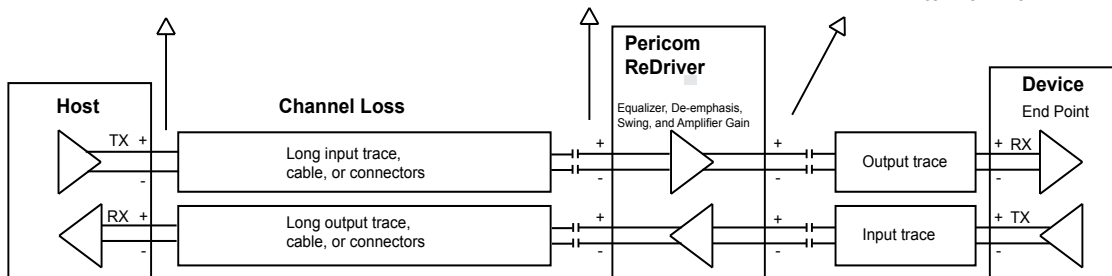 Pericom
ReDriver
Equalizer, De-emphasis,
Swing, and Amplifier Gain
Host
Channel Loss
Device
End Point
TX +
-
Long input trace,
cable, or connectors
+
-
+
-
Output trace
+ RX
-
RX +
-
Long output trace,
cable, or connectors
+
-
+
-
Input trace
+ TX
-